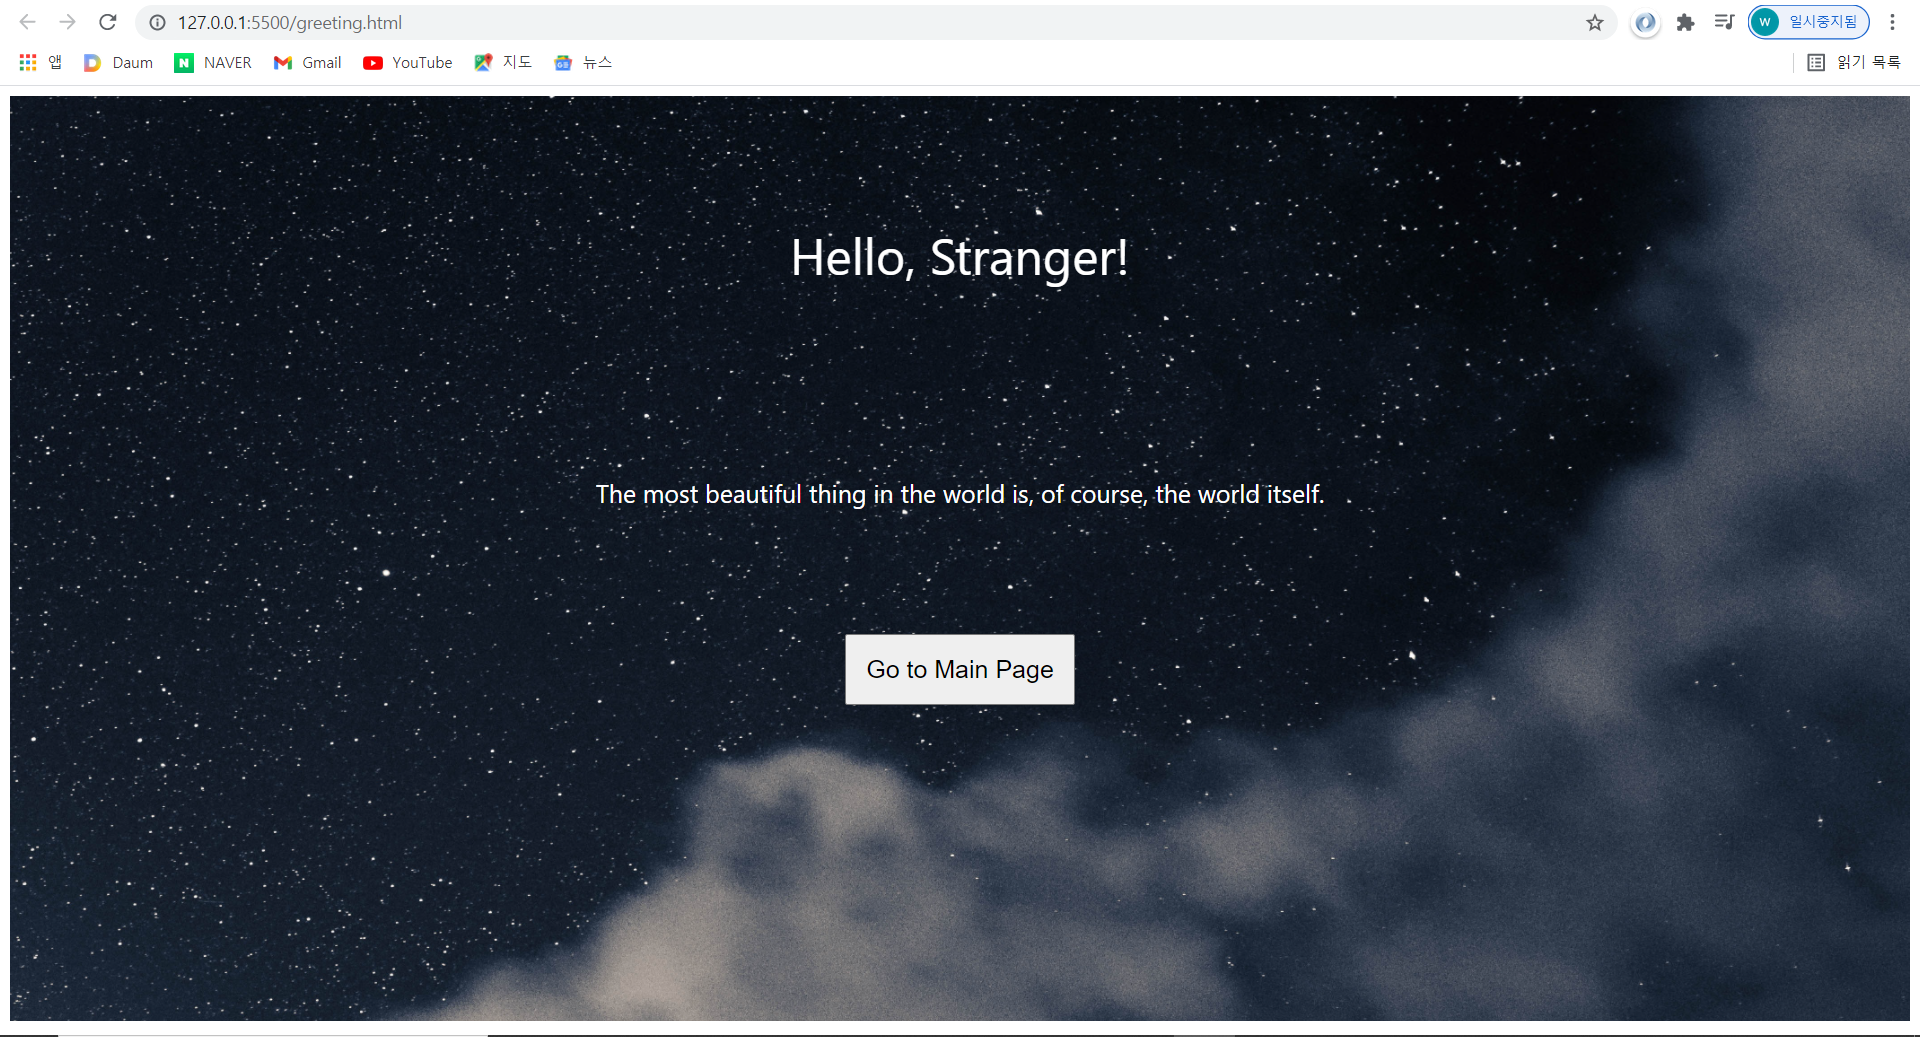 127.0.0.1:5500/greeting.html
W 일시중지됨
앱 Daum NAVER Gmail YouTube 지도 뉴스 읽기 목록
Hello, Stranger!
The most beautiful thing in the world is, of course, the world itself.
Go to Main Page